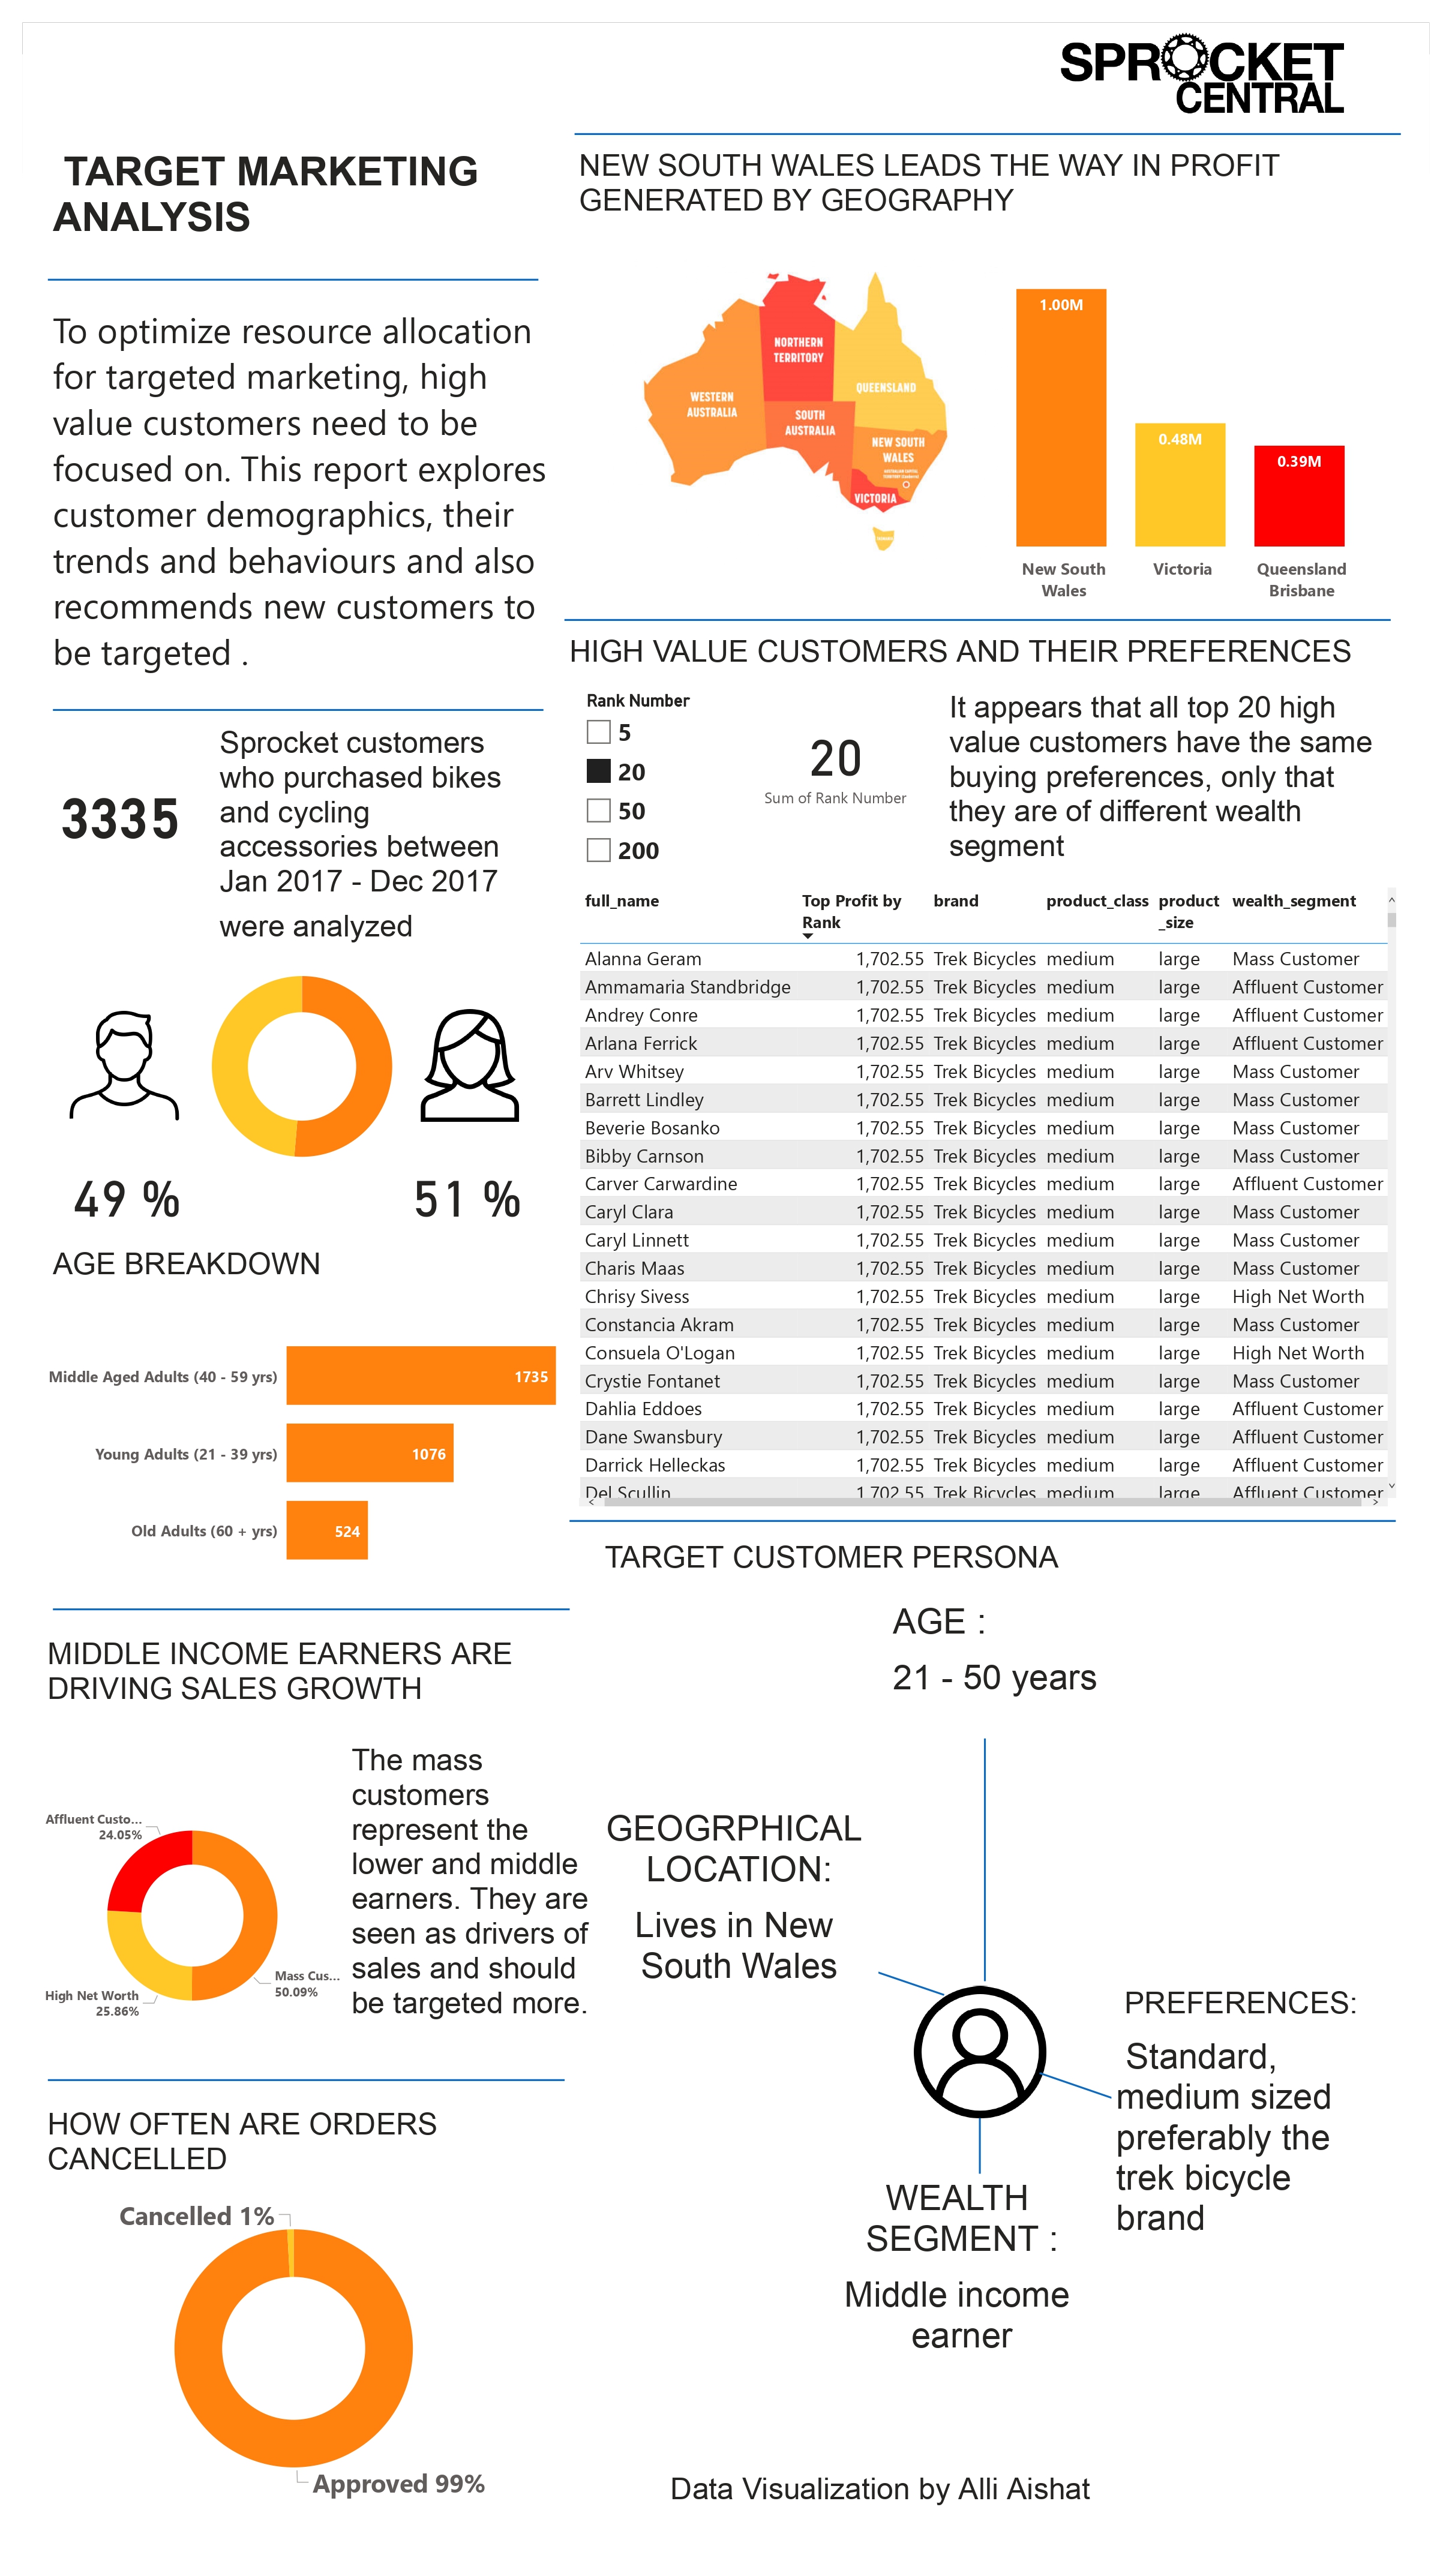 SPROCKET
CENTRAL
TARGET MARKETING
ANALYSIS
To optimize resource allocation
for targeted marketing, high
value customers need to be
focused on. This report explores
customer demographics, their
trends and behaviours and also
recommends new customers to
be targeted .
3335
Sprocket customers
who purchased bikes
and cycling
accessories between
Jan 2017 - Dec 2017
were analyzed
49 %
51 %
AGE BREAKDOWN
Middle Aged Adults (40 - 59 yrs) 1735
Young Adults (21 - 39 yrs) 1076
Old Adults (60 + yrs) 524
MIDDLE INCOME EARNERS ARE
DRIVING SALES GROWTH
Affluent Custo...
24.05%
Mass Cus...
50.09%
High Net Worth
25.86%
The mass
customers
represent the
lower and middle
earners. They are
seen as drivers of
sales and should
be targeted more.
HOW OFTEN ARE ORDERS
CANCELLED
Cancelled 1%
Approved 99%
NEW SOUTH WALES LEADS THE WAY IN PROFIT
GENERATED BY GEOGRAPHY
NORTHERN
TERRITORY
QUEENSLAND
WESTERN
AUSTRALIA
SOUTH
AUSTRALIA
NEW SOUTH
WALES
VICTORIA
1.00M
0.48M
0.39M
New South
Wales
Victoria
Queensland
Brisbane
HIGH VALUE CUSTOMERS AND THEIR PREFERENCES
Rank Number
5
20
50
200
20
Sum of Rank Number
It appears that all top 20 high
value customers have the same
buying preferences, only that
they are of different wealth
segment
full_name Top Profit by Rank brand product_class product_size wealth_segment
Alanna Geram 1,702.55 Trek Bicycles medium large Mass Customer
Ammamaria Standbridge 1,702.55 Trek Bicycles medium large Affluent Customer
Andrey Conre 1,702.55 Trek Bicycles medium large Affluent Customer
Arlana Ferrick 1,702.55 Trek Bicycles medium large Affluent Customer
Arv Whitsey 1,702.55 Trek Bicycles medium large Mass Customer
Barrett Lindley 1,702.55 Trek Bicycles medium large Mass Customer
Beverie Bosanko 1,702.55 Trek Bicycles medium large Mass Customer
Bibby Carnson 1,702.55 Trek Bicycles medium large Mass Customer
Carver Carwardine 1,702.55 Trek Bicycles medium large Affluent Customer
Caryl Clara 1,702.55 Trek Bicycles medium large Mass Customer
Caryl Linnett 1,702.55 Trek Bicycles medium large Mass Customer
Charis Maas 1,702.55 Trek Bicycles medium large Mass Customer
Chrisy Sivess 1,702.55 Trek Bicycles medium large High Net Worth
Constancia Akram 1,702.55 Trek Bicycles medium large Mass Customer
Consuela O'Logan 1,702.55 Trek Bicycles medium large High Net Worth
Crystie Fontanet 1,702.55 Trek Bicycles medium large Mass Customer
Dahlia Eddoes 1,702.55 Trek Bicycles medium large Affluent Customer
Dane Swansbury 1,702.55 Trek Bicycles medium large Affluent Customer
Darrick Helleckas 1,702.55 Trek Bicycles medium large Affluent Customer
Del Scullin 1,702.55 Trek Bicycles medium large Affluent Customer
TARGET CUSTOMER PERSONA
AGE :
21 - 50 years
GEOGRPHICAL
LOCATION:
Lives in New
South Wales
PREFERENCES:
Standard,
medium sized
preferably the
trek bicycle
brand
WEALTH
SEGMENT :
Middle income
earner
Data Visualization by Alli Aishat